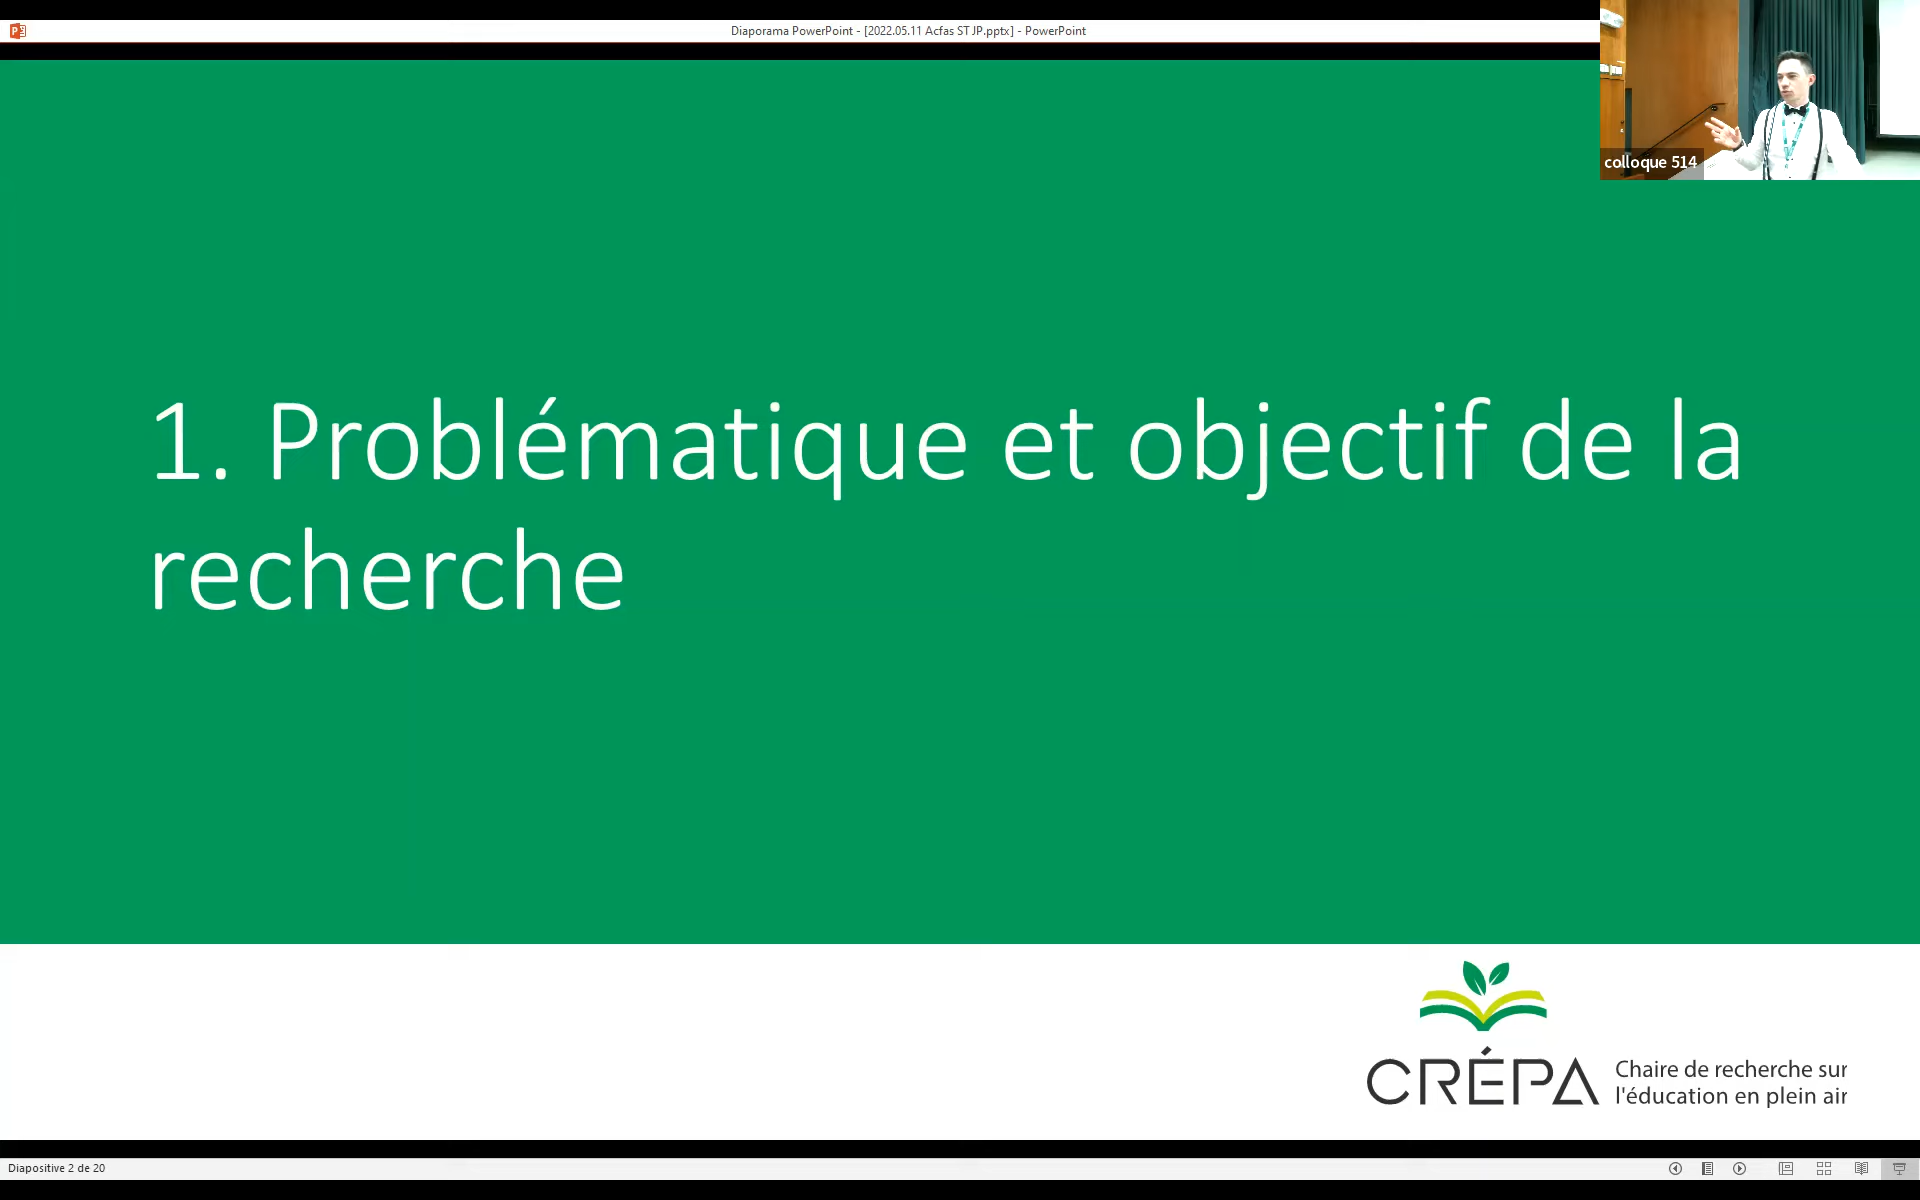 Diaporama PowerPoint - [2022.05.11 Acfas ST JP.pptx] - PowerPoint
colloque 514
1. Problématique et objectif de la
recherche
CRÉPA
Chaire de recherche sur
l'éducation en plein air
Diapositive 2 de 20